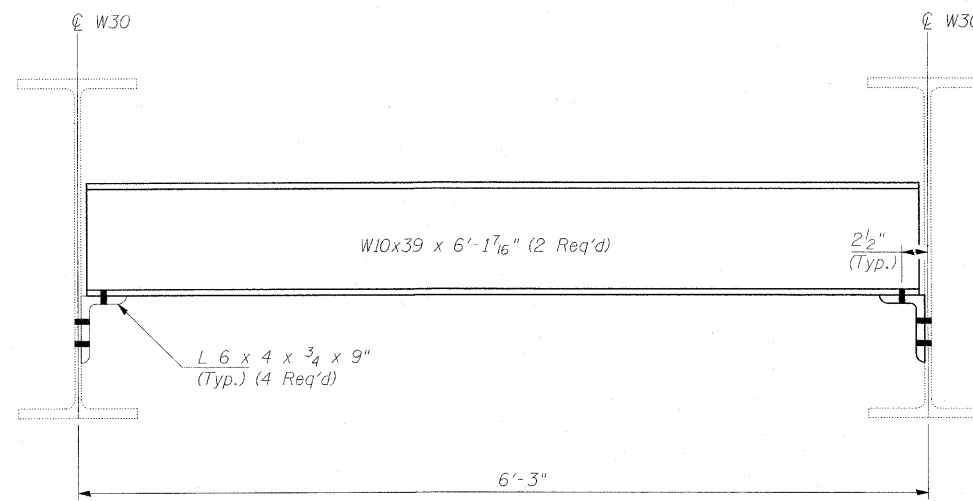 ℄ W30
℄ W30
W10x39 x 6'-1 7/16" (2 Req'd)
2 1/2"
(Typ.)
L 6 x 4 x 3/4 x 9"
(Typ.) (4 Req'd)
6'-3"